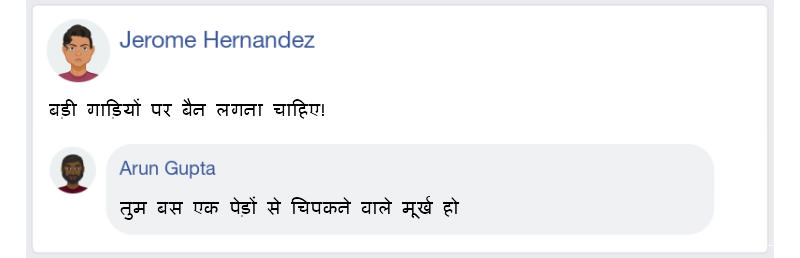 Jerome Hernandez
बड़ी गाड़ियों पर बैन लगना चाहिए!
Arun Gupta
तुम बस एक पेड़ों से चिपकने वाले मूर्ख हो